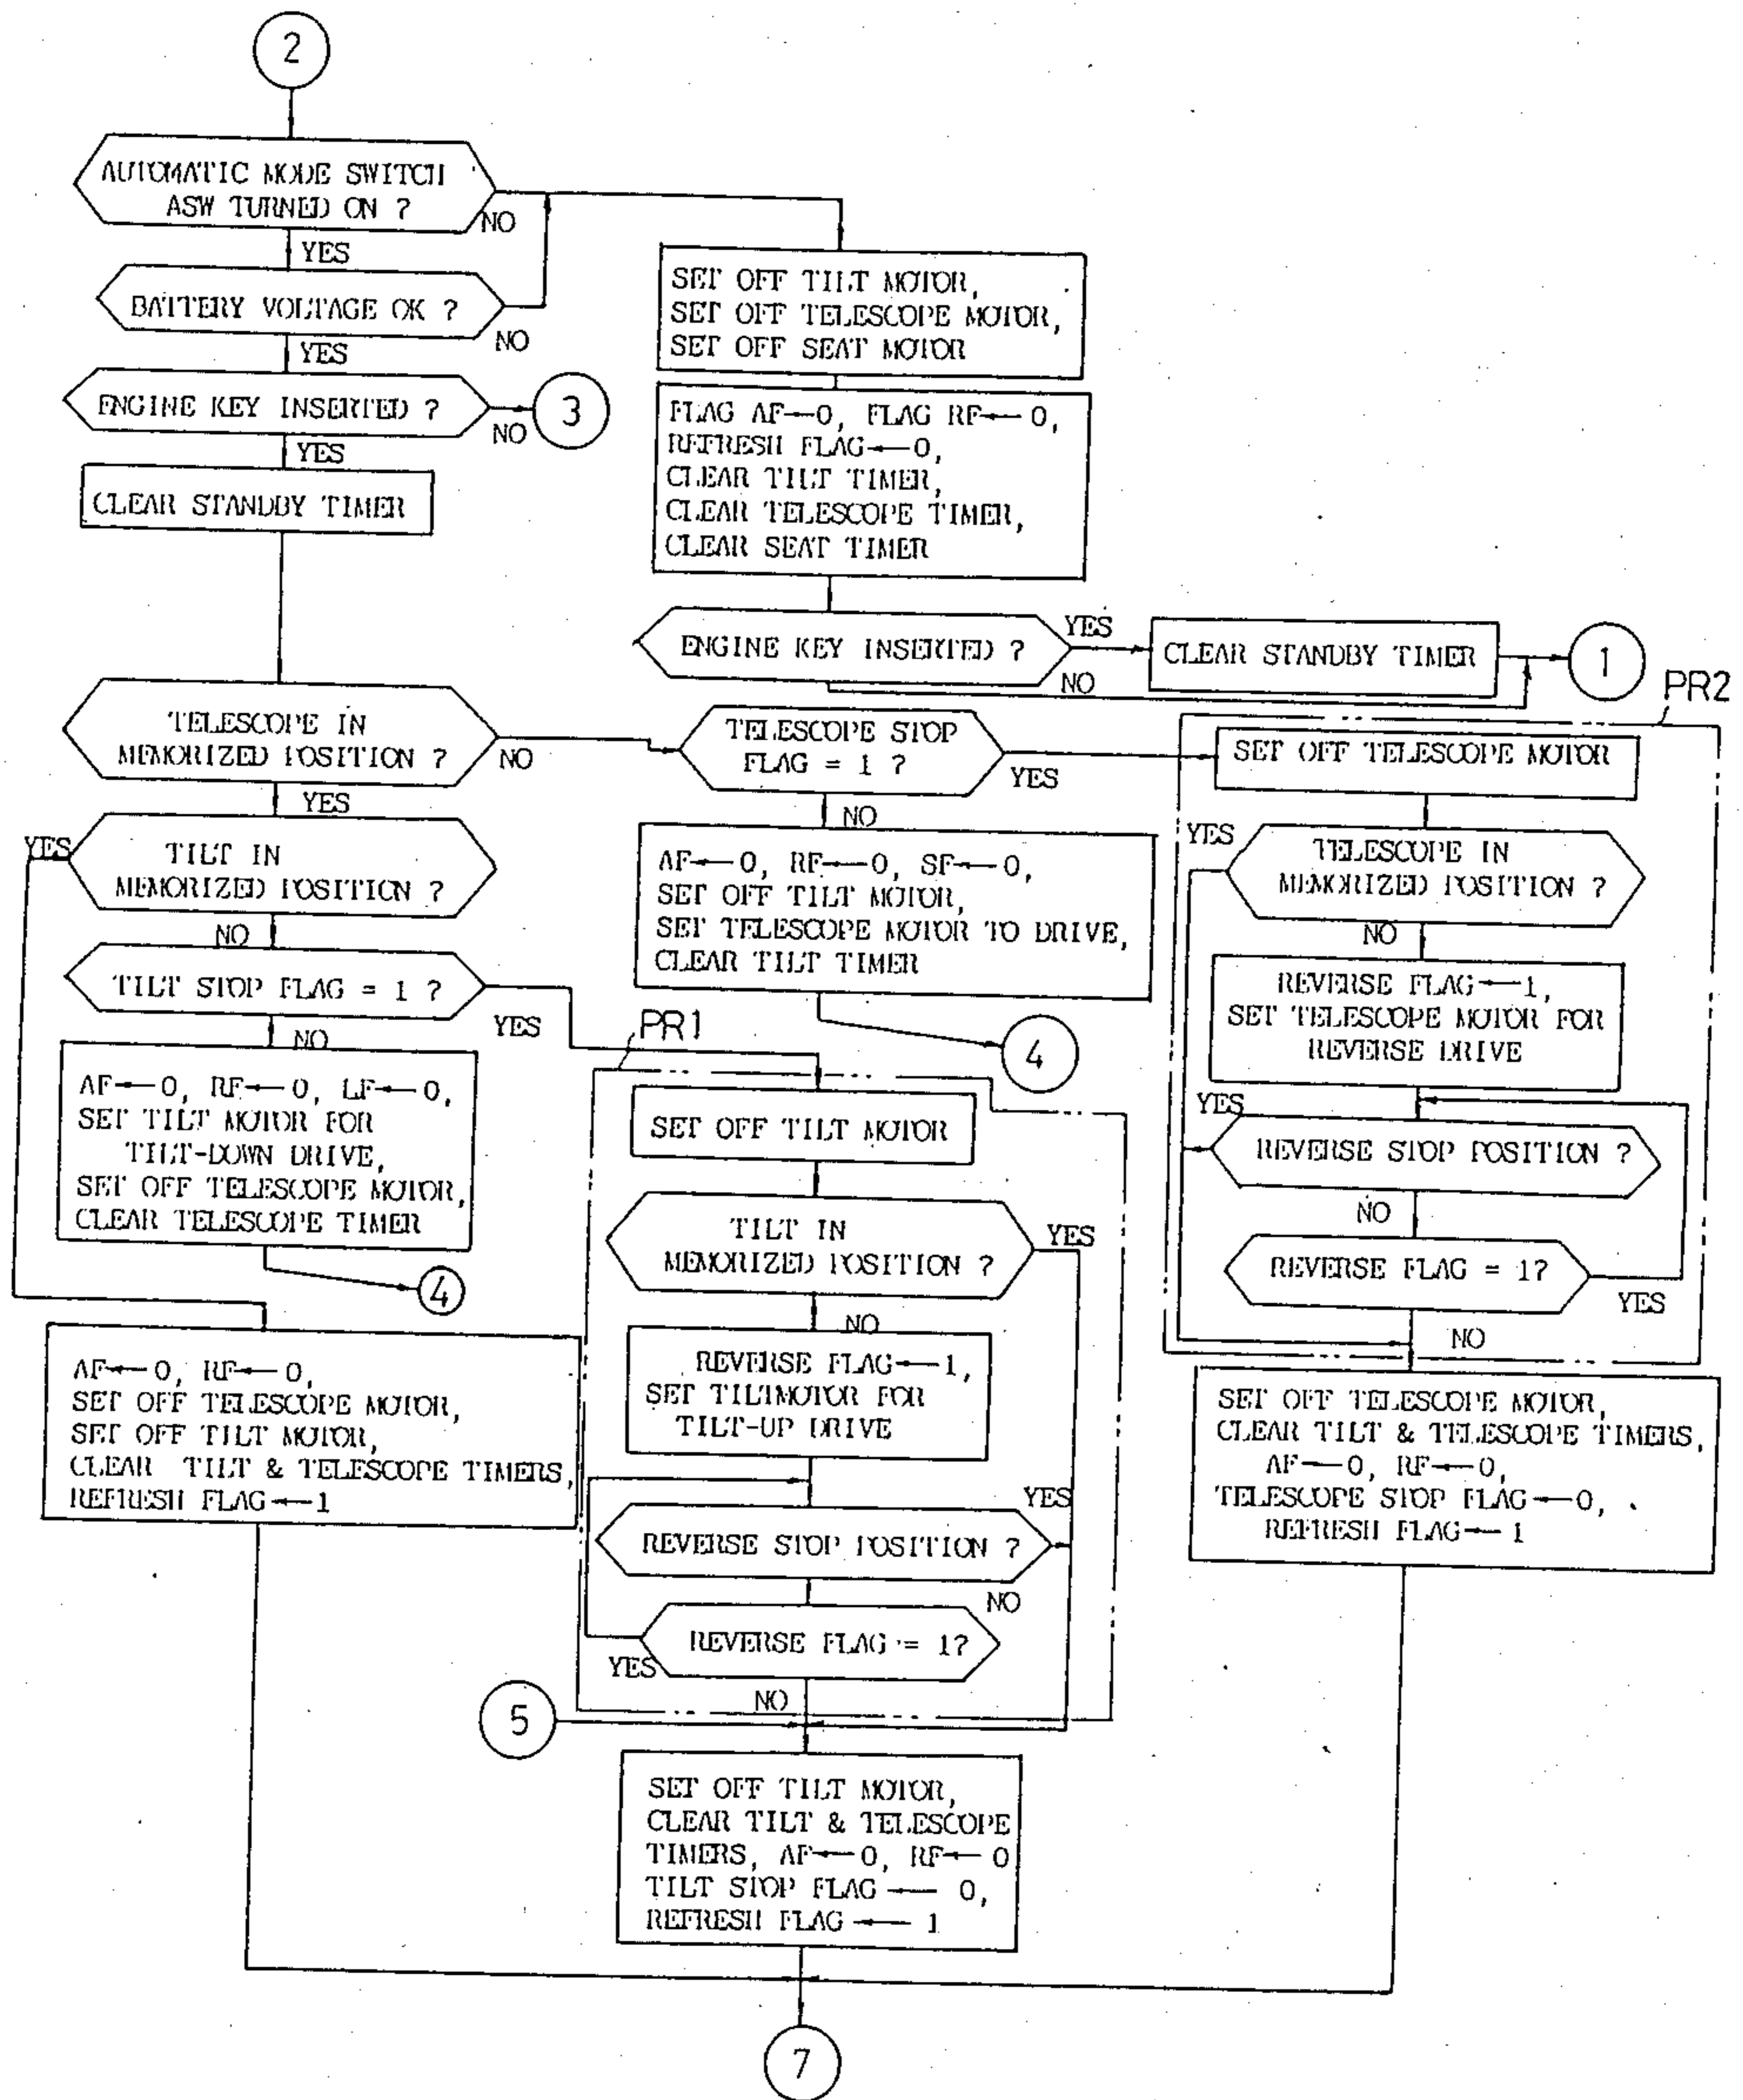 2
AUTOMATIC MODE SWITCH
ASW TURNED ON ?
NO
YES
BATTERY VOLTAGE OK ?
NO
YES
ENGINE KEY INSERTED ?
NO
3
YES
CLEAR STANDBY TIMER
SET OFF TILT MOTOR,
SET OFF TELESCOPE MOTOR,
SET OFF SEAT MOTOR
FLAG AF←0, FLAG RF←0,
REFRESH FLAG←0,
CLEAR TILT TIMER,
CLEAR TELESCOPE TIMER,
CLEAR SEAT TIMER
ENGINE KEY INSERTED ?
YES
NO
CLEAR STANDBY TIMER
1
PR2
TELESCOPE IN
MEMORIZED POSITION ?
NO
YES
TELESCOPE STOP
FLAG = 1 ?
YES
NO
SET OFF TELESCOPE MOTOR
YES
TILT IN
MEMORIZED POSITION ?
NO
AF←0, RF←0, SF←0,
SET OFF TILT MOTOR,
SET TELESCOPE MOTOR TO DRIVE,
CLEAR TILT TIMER
4
YES
TELESCOPE IN
MEMORIZED POSITION ?
NO
TILT STOP FLAG = 1 ?
YES
NO
REVERSE FLAG←1,
SET TELESCOPE MOTOR FOR
REVERSE DRIVE
AF←0, RF←0, LF←0,
SET TILT MOTOR FOR
TILT-DOWN DRIVE,
SET OFF TELESCOPE MOTOR,
CLEAR TELESCOPE TIMER
4
PR1
SET OFF TILT MOTOR
YES
REVERSE STOP POSITION ?
NO
TILT IN
MEMORIZED POSITION ?
YES
NO
REVERSE FLAG = 1?
YES
NO
AF←0, RF←0,
SET OFF TELESCOPE MOTOR,
SET OFF TILT MOTOR,
CLEAR TILT & TELESCOPE TIMERS,
REFRESH FLAG←1
REVERSE FLAG←1,
SET TILTMOTOR FOR
TILT-UP DRIVE
SET OFF TELESCOPE MOTOR,
CLEAR TILT & TELESCOPE TIMERS,
AF←0, RF←0,
TELESCOPE STOP FLAG←0,
REFRESH FLAG←1
YES
REVERSE STOP POSITION ?
NO
REVERSE FLAG = 1?
YES
NO
5
SET OFF TILT MOTOR,
CLEAR TILT & TELESCOPE
TIMERS, AF←0, RF←0
TILT STOP FLAG ← 0,
REFRESH FLAG ← 1
7